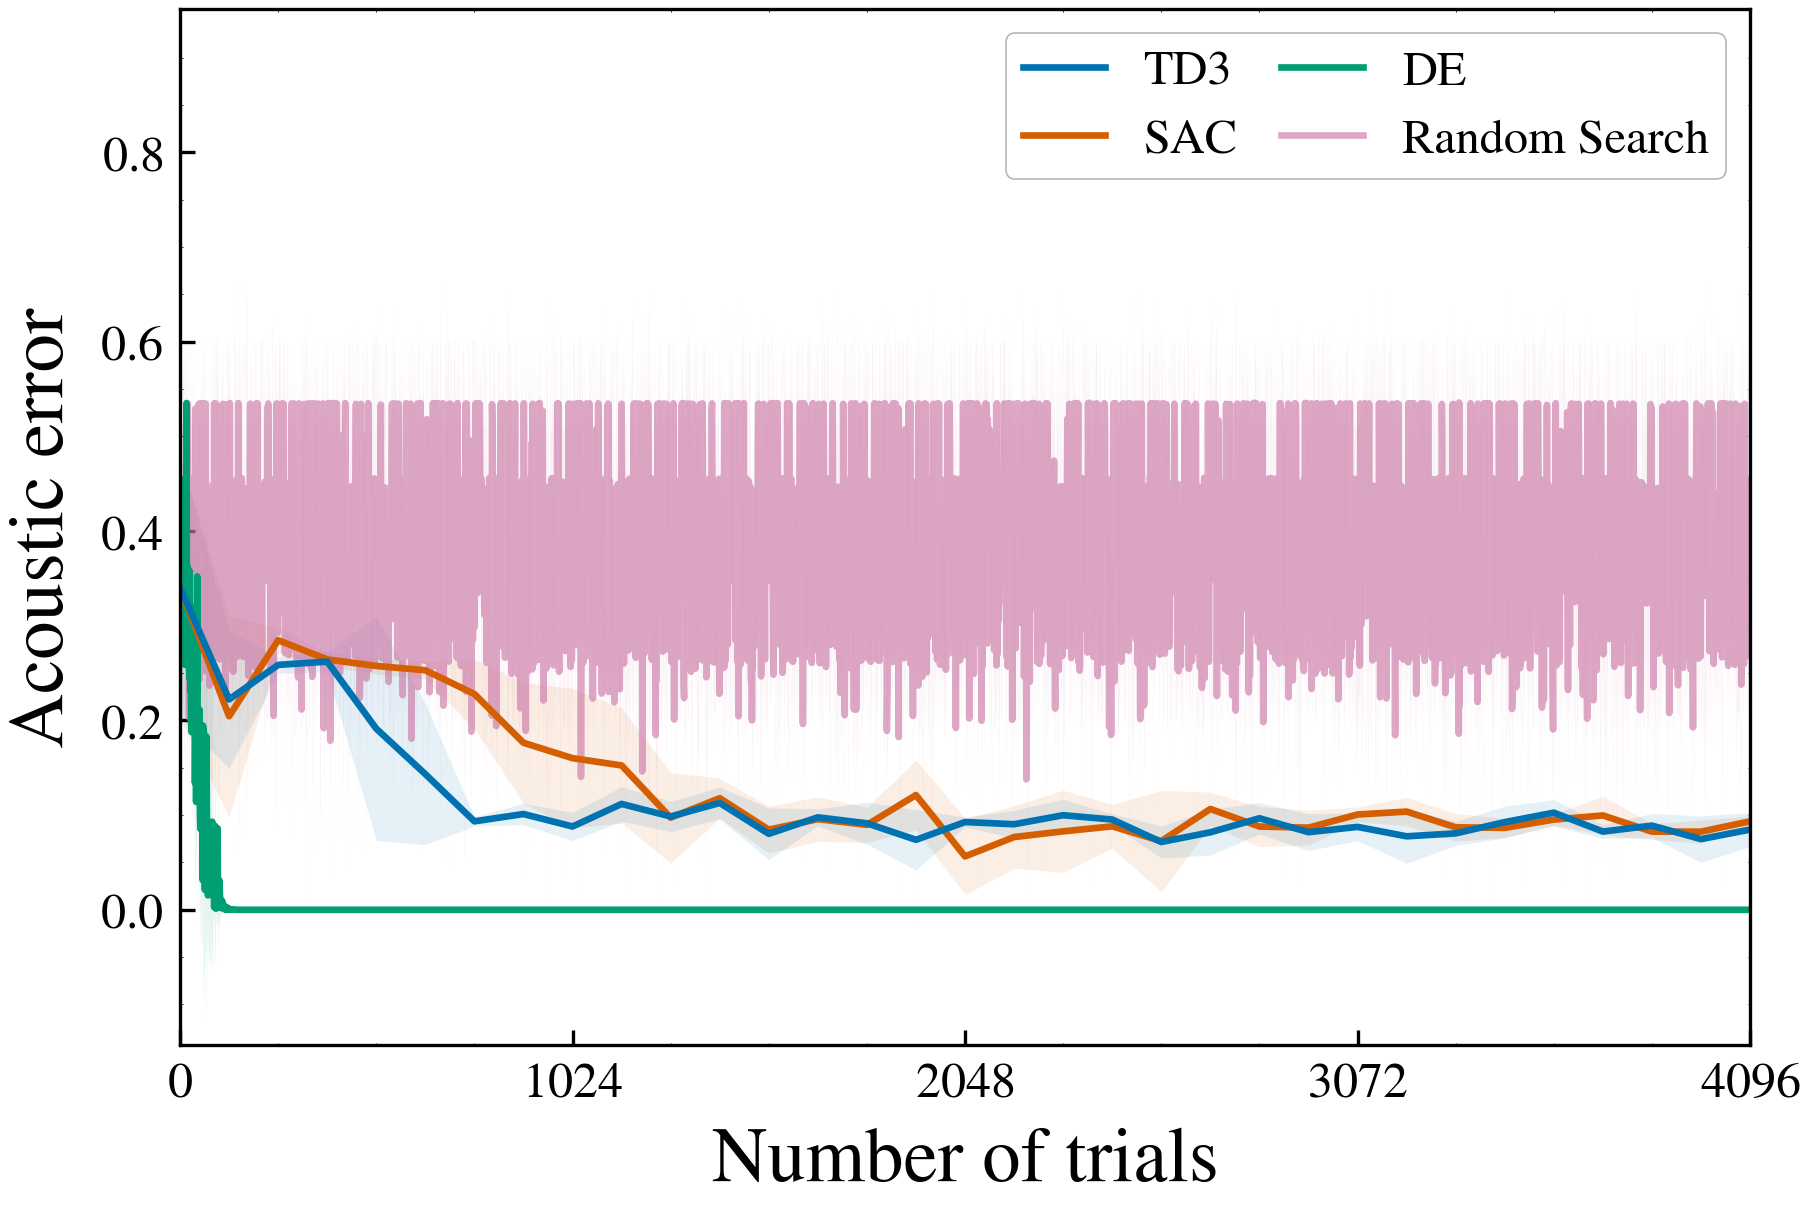 TD3
SAC
DE
Random Search
Acoustic error
0.8
0.6
0.4
0.2
0.0
0
1024
2048
3072
4096
Number of trials